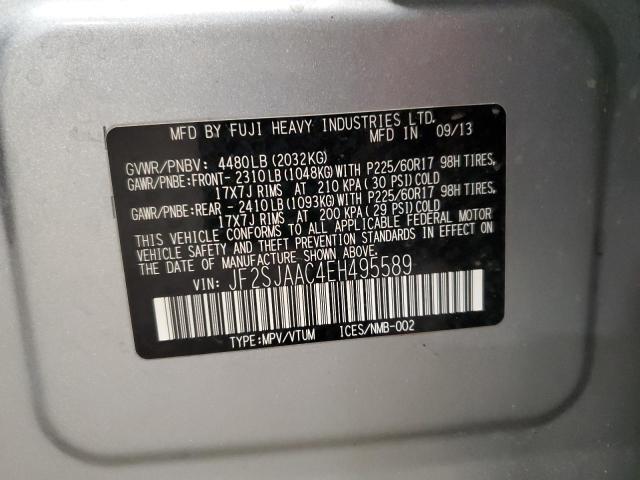 MFD BY FUJI HEAVY INDUSTRIES LTD.
MFD IN 09/13
GVWR/PNBV: 4480LB (2032KG)
GAWR/PNBE: FRONT- 2310LB (1048KG) WITH P225/60R17 98H TIRES,
17X7J RIMS AT 210 KPA (30 PSI) COLD
GAWR/PNBE: REAR - 2410LB (1093KG) WITH P225/60R17 98H TIRES,
17X7J RIMS AT 200 KPA (29 PSI) COLD
THIS VEHICLE CONFORMS TO ALL APPLICABLE FEDERAL MOTOR
VEHICLE SAFETY AND THEFT PREVENTION STANDARDS IN EFFECT ON
THE DATE OF MANUFACTURE SHOWN ABOVE.
VIN: JF2SJAAC4EH495589
TYPE:MPV/VTUM ICES/NMB-002